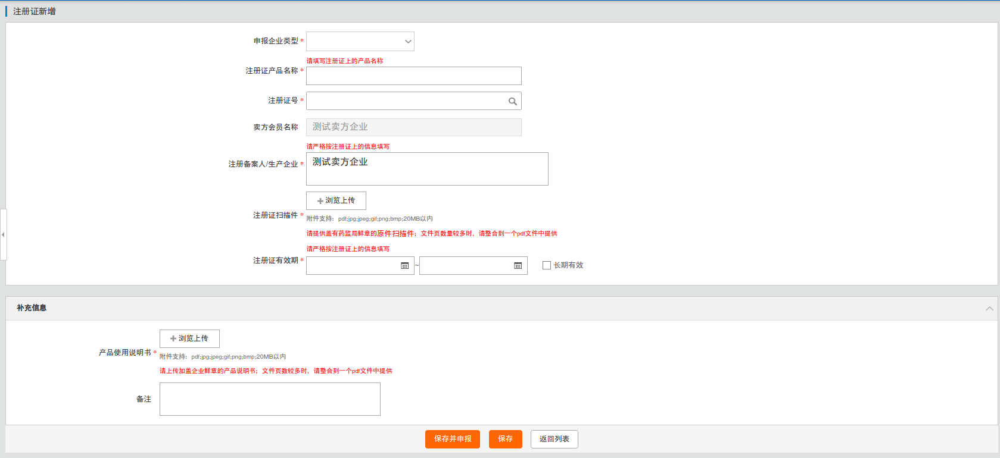 注册证新增
申报企业类型 *
请填写注册证上的产品名称
注册证产品名称 *
注册证号 *
卖方会员名称 测试卖方企业
请严格按注册证上的信息填写
注册备案人/生产企业 * 测试卖方企业
浏览上传
注册证扫描件 *
附件支持：pdf;jpg;jpeg;gif;png;bmp;20MB以内
请提供盖有药监局鲜章的原件扫描件；文件页数量较多时，请整合到一个pdf文件中提供
请严格按注册证上的信息填写
注册证有效期 * ~ 长期有效
补充信息
浏览上传
产品使用说明书 *
附件支持：pdf;jpg;jpeg;gif;png;bmp;20MB以内
请上传加盖企业鲜章的产品说明书；文件页数较多时，请整合到一个pdf文件中提供
备注
保存并申报 保存 返回列表